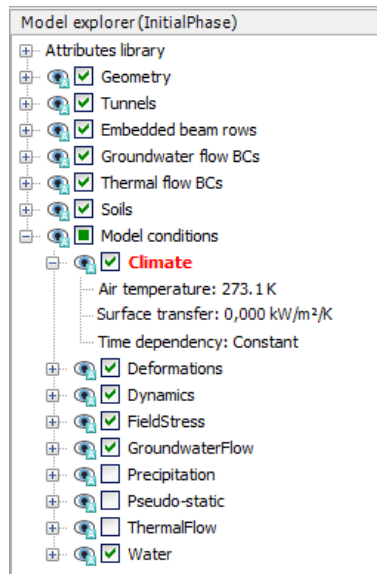 Model explorer (InitialPhase)
Attributes library
Geometry
Tunnels
Embedded beam rows
Groundwater flow BCs
Thermal flow BCs
Soils
Model conditions
Climate
Air temperature: 273.1 K
Surface transfer: 0,000 kW/m²/K
Time dependency: Constant
Deformations
Dynamics
FieldStress
GroundwaterFlow
Precipitation
Pseudo-static
ThermalFlow
Water